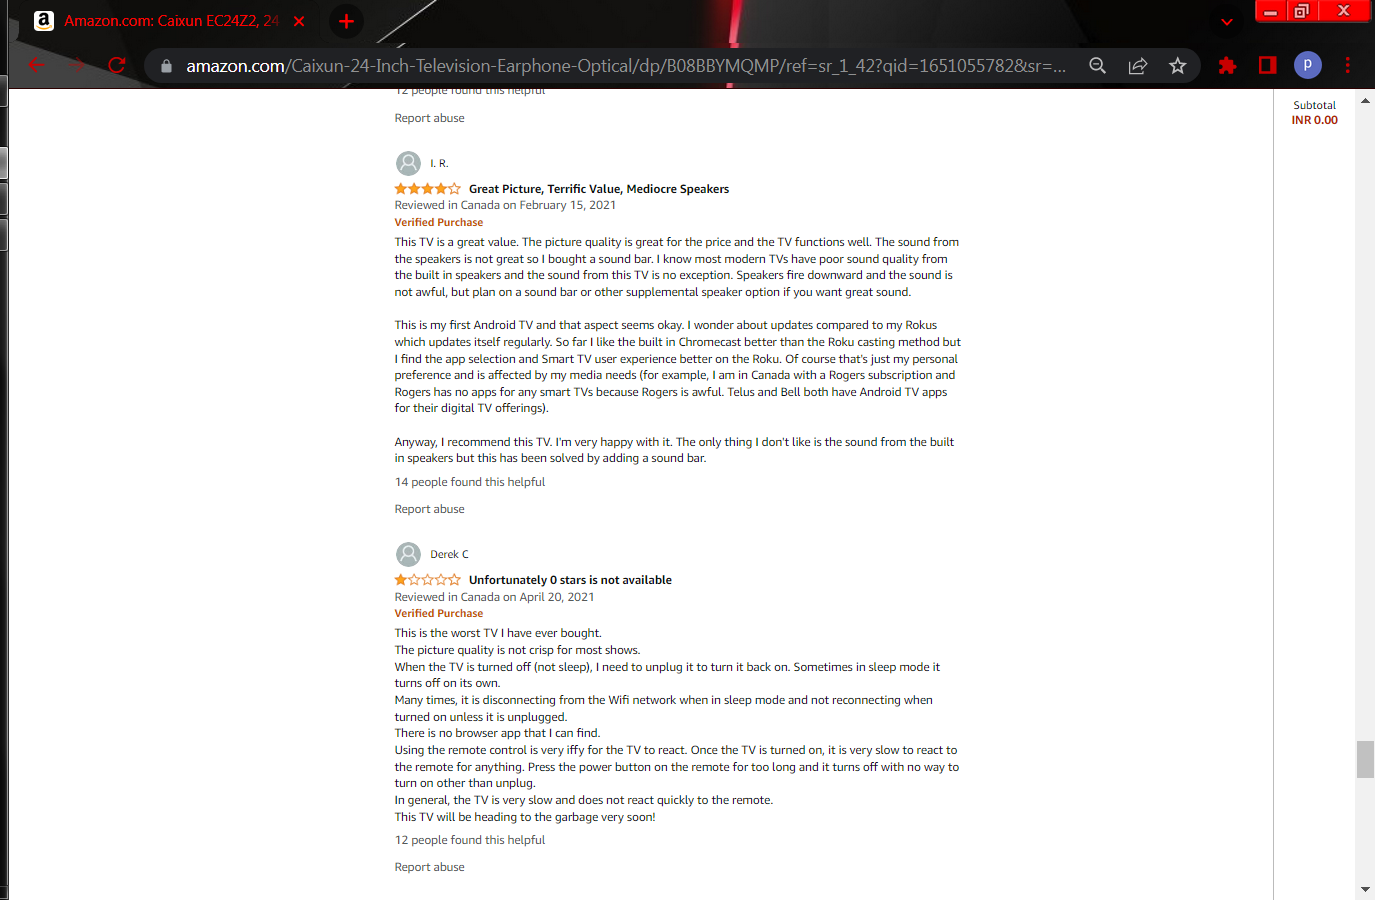 Amazon.com: Caixun EC24Z2, 24
amazon.com/Caixun-24-Inch-Television-Earphone-Optical/dp/B08BBYMQMP/ref=sr_1_42?qid=1651055782&sr=...
P
12 people found this helpful
Subtotal
INR 0.00
Report abuse
I. R.
Great Picture, Terrific Value, Mediocre Speakers
Reviewed in Canada on February 15, 2021
Verified Purchase
This TV is a great value. The picture quality is great for the price and the TV functions well. The sound from
the speakers is not great so I bought a sound bar. I know most modern TVs have poor sound quality from
the built in speakers and the sound from this TV is no exception. Speakers fire downward and the sound is
not awful, but plan on a sound bar or other supplemental speaker option if you want great sound.
This is my first Android TV and that aspect seems okay. I wonder about updates compared to my Rokus
which updates itself regularly. So far I like the built in Chromecast better than the Roku casting method but
I find the app selection and Smart TV user experience better on the Roku. Of course that's just my personal
preference and is affected by my media needs (for example, I am in Canada with a Rogers subscription and
Rogers has no apps for any smart TVs because Rogers is awful. Telus and Bell both have Android TV apps
for their digital TV offerings).
Anyway, I recommend this TV. I'm very happy with it. The only thing I don't like is the sound from the built
in speakers but this has been solved by adding a sound bar.
14 people found this helpful
Report abuse
Derek C
Unfortunately 0 stars is not available
Reviewed in Canada on April 20, 2021
Verified Purchase
This is the worst TV I have ever bought.
The picture quality is not crisp for most shows.
When the TV is turned off (not sleep), I need to unplug it to turn it back on. Sometimes in sleep mode it
turns off on its own.
Many times, it is disconnecting from the Wifi network when in sleep mode and not reconnecting when
turned on unless it is unplugged.
There is no browser app that I can find.
Using the remote control is very iffy for the TV to react. Once the TV is turned on, it is very slow to react to
the remote for anything. Press the power button on the remote for too long and it turns off with no way to
turn on other than unplug.
In general, the TV is very slow and does not react quickly to the remote.
This TV will be heading to the garbage very soon!
12 people found this helpful
Report abuse